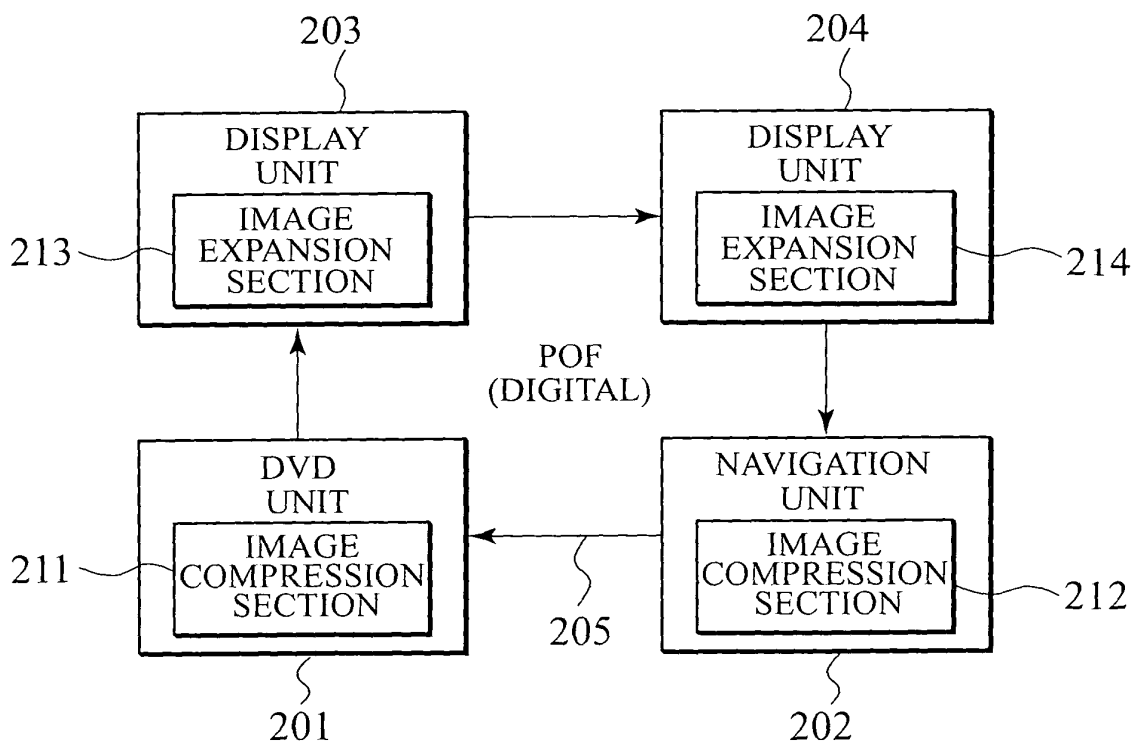 203
204
DISPLAY
UNIT
IMAGE
EXPANSION
SECTION
213
DISPLAY
UNIT
IMAGE
EXPANSION
SECTION
214
POF
(DIGITAL)
DVD
UNIT
IMAGE
COMPRESSION
SECTION
211
NAVIGATION
UNIT
IMAGE
COMPRESSION
SECTION
212
205
201
202